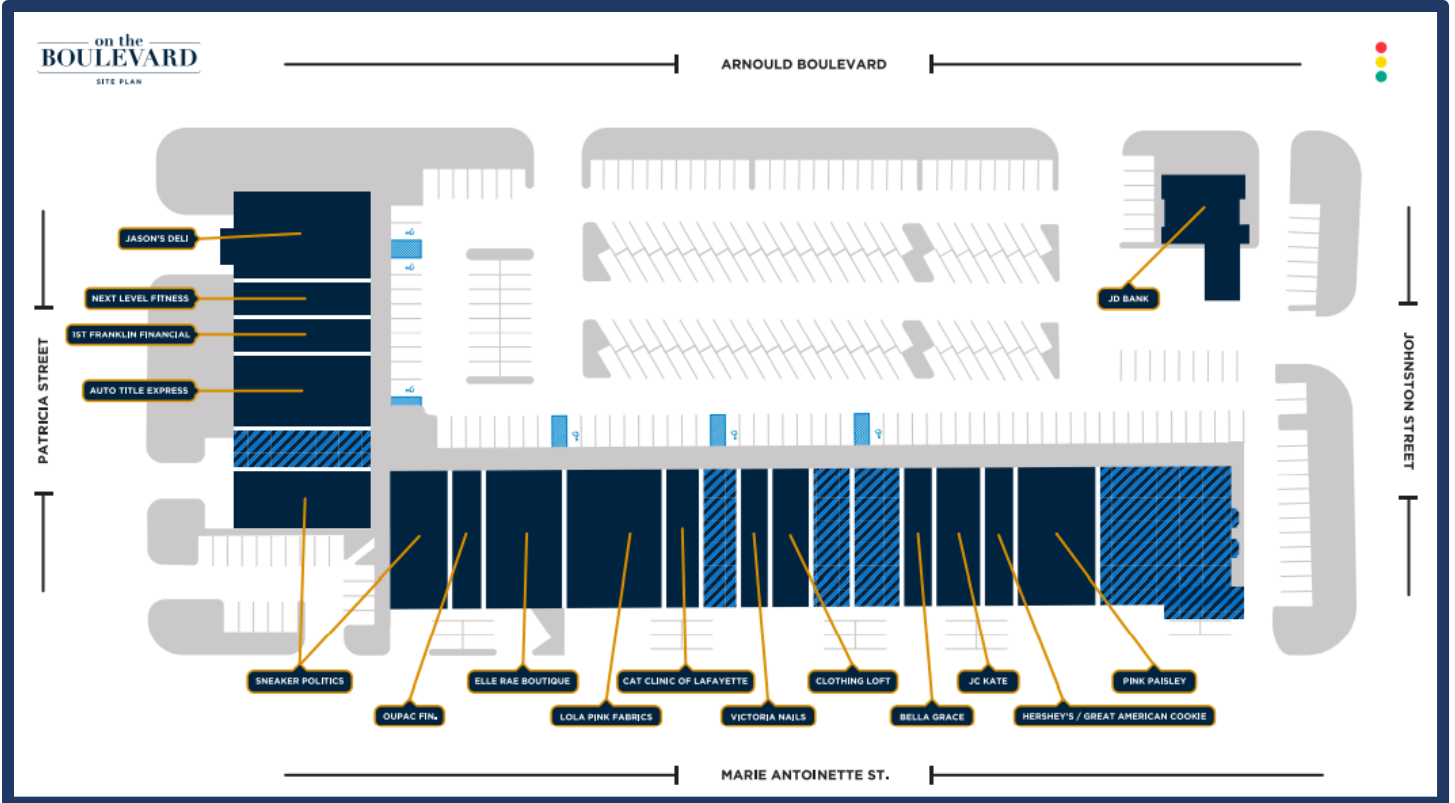 on the
BOULEVARD
SITE PLAN
ARNOULD BOULEVARD
JASON'S DELI
NEXT LEVEL FITNESS
1ST FRANKLIN FINANCIAL
AUTO TITLE EXPRESS
PATRICIA STREET
JD BANK
JOHNSTON STREET
SNEAKER POLITICS
ELLE RAE BOUTIQUE
CAT CLINIC OF LAFAYETTE
CLOTHING LOFT
JC KATE
PINK PAISLEY
OUPAC FIN.
LOLA PINK FABRICS
VICTORIA NAILS
BELLA GRACE
HERSHEY'S / GREAT AMERICAN COOKIE
MARIE ANTOINETTE ST.